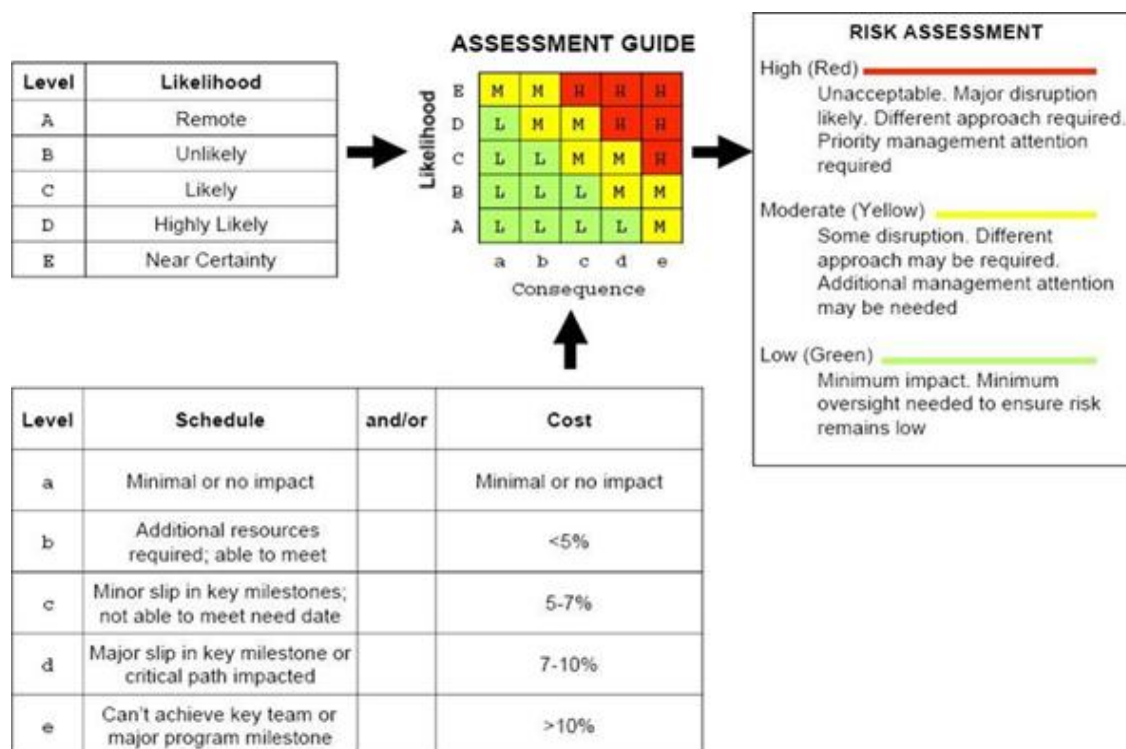 ASSESSMENT GUIDE
Level Likelihood
A Remote
B Unlikely
C Likely
D Highly Likely
E Near Certainty
Likelihood
E M M H H H
D L M M H H
C L L M M H
B L L L M M
A L L L L M
a b c d e
Consequence
RISK ASSESSMENT
High (Red)
Unacceptable. Major disruption
likely. Different approach required.
Priority management attention
required
Moderate (Yellow)
Some disruption. Different
approach may be required.
Additional management attention
may be needed
Low (Green)
Minimum impact. Minimum
oversight needed to ensure risk
remains low
Level Schedule and/or Cost
a Minimal or no impact Minimal or no impact
b Additional resources
required; able to meet <5%
c Minor slip in key milestones;
not able to meet need date 5-7%
d Major slip in key milestone or
critical path impacted 7-10%
e Can't achieve key team or
major program milestone >10%